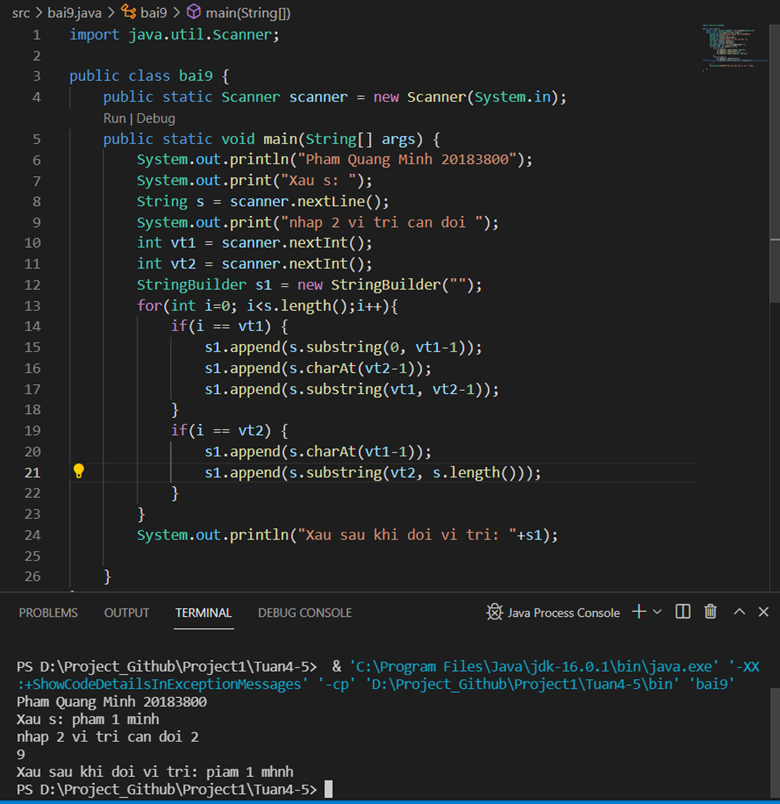 src > bai9.java > bai9 > main(String[])
1 import java.util.Scanner;
2
3 public class bai9 {
4 public static Scanner scanner = new Scanner(System.in);
Run | Debug
5 public static void main(String[] args) {
6 System.out.println("Pham Quang Minh 20183800");
7 System.out.print("Xau s: ");
8 String s = scanner.nextLine();
9 System.out.print("nhap 2 vi tri can doi ");
10 int vt1 = scanner.nextInt();
11 int vt2 = scanner.nextInt();
12 StringBuilder s1 = new StringBuilder("");
13 for(int i=0; i<s.length();i++){
14 if(i == vt1) {
15 s1.append(s.substring(0, vt1-1));
16 s1.append(s.charAt(vt2-1));
17 s1.append(s.substring(vt1, vt2-1));
18 }
19 if(i == vt2) {
20 s1.append(s.charAt(vt1-1));
21 s1.append(s.substring(vt2, s.length()));
22 }
23 }
24 System.out.println("Xau sau khi doi vi tri: "+s1);
25
26 }
PROBLEMS OUTPUT TERMINAL DEBUG CONSOLE Java Process Console
PS D:\Project_Github\Project1\Tuan4-5> & 'C:\Program Files\Java\jdk-16.0.1\bin\java.exe' '-XX
:+ShowCodeDetailsInExceptionMessages' '-cp' 'D:\Project_Github\Project1\Tuan4-5\bin' 'bai9'
Pham Quang Minh 20183800
Xau s: pham 1 minh
nhap 2 vi tri can doi 2
9
Xau sau khi doi vi tri: piam 1 mhnh
PS D:\Project_Github\Project1\Tuan4-5>